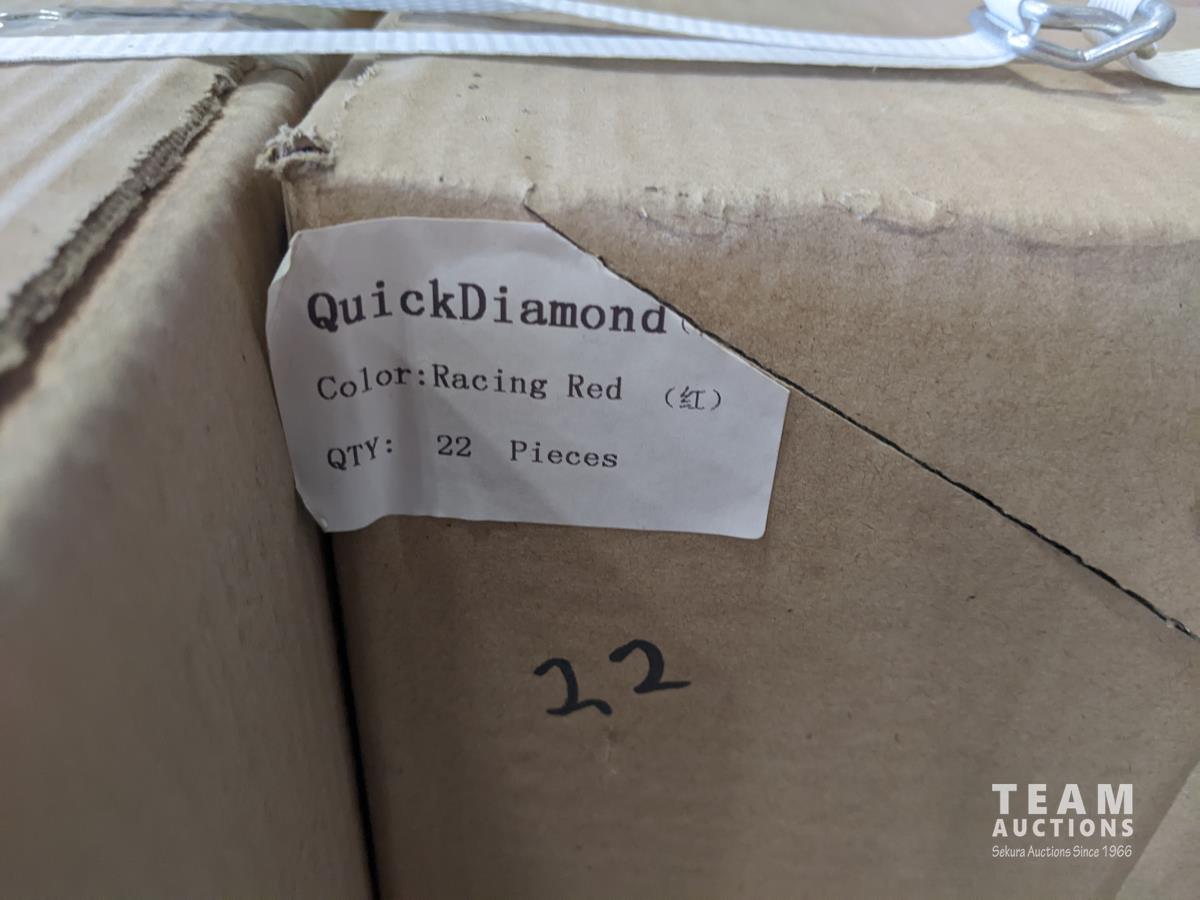 QuickDiamond
Color:Racing Red （红）
QTY: 22 Pieces
22
TEAM
AUCTIONS
Sekura Auctions Since 1966